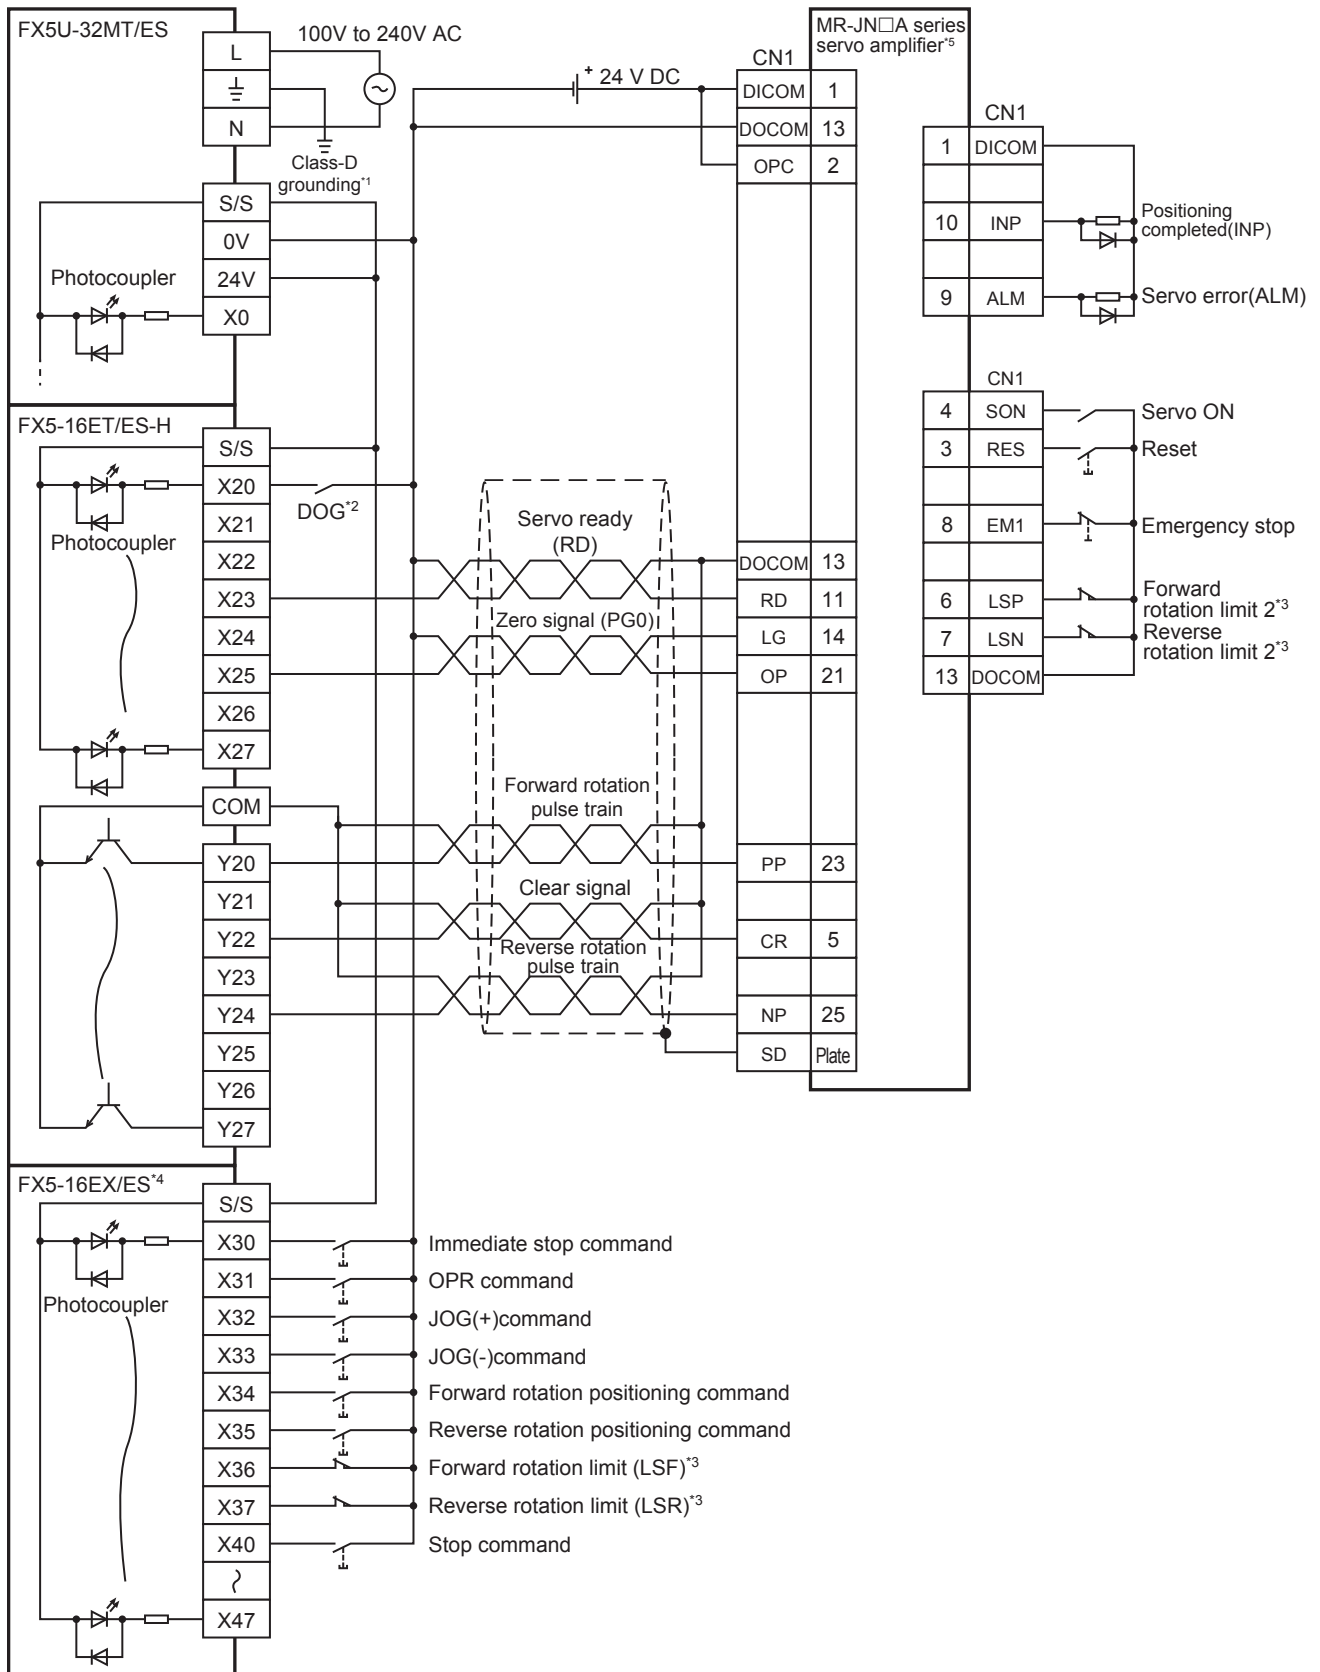 FX5U-32MT/ES
L
N
100V to 240V AC
Class-D
grounding*1
S/S
0V
24V
X0
Photocoupler
+ 24 V DC
MR-JN□A series
servo amplifier*5
CN1
DICOM 1
DOCOM 13
OPC 2
CN1
1 DICOM
10 INP
Positioning
completed(INP)
9 ALM
Servo error(ALM)
CN1
4 SON
Servo ON
3 RES
Reset
8 EM1
Emergency stop
6 LSP
Forward
rotation limit 2*3
7 LSN
Reverse
rotation limit 2*3
13 DOCOM
FX5-16ET/ES-H
S/S
X20
DOG*2
X21
Photocoupler
X22
X23
X24
X25
X26
X27
Servo ready
(RD)
DOCOM 13
RD 11
Zero signal (PG0)
LG 14
OP 21
COM
Y20
Y21
Y22
Y23
Y24
Y25
Y26
Y27
Forward rotation
pulse train
PP 23
Clear signal
CR 5
Reverse rotation
pulse train
NP 25
SD Plate
FX5-16EX/ES*4
S/S
X30
Immediate stop command
X31
OPR command
Photocoupler
X32
JOG(+)command
X33
JOG(-)command
X34
Forward rotation positioning command
X35
Reverse rotation positioning command
X36
Forward rotation limit (LSF)*3
X37
Reverse rotation limit (LSR)*3
X40
Stop command
X47